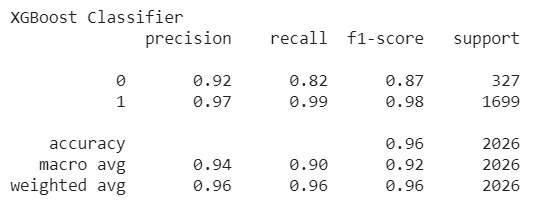 XGBoost Classifier
precision recall f1-score support
0 0.92 0.82 0.87 327
1 0.97 0.99 0.98 1699
accuracy 0.96 2026
macro avg 0.94 0.90 0.92 2026
weighted avg 0.96 0.96 0.96 2026